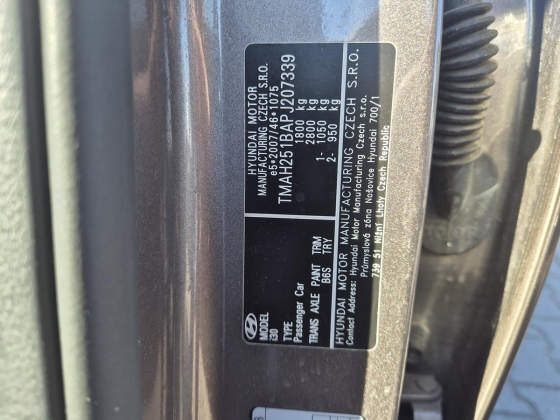 HYUNDAI MOTOR
MANUFACTURING CZECH S.R.O.
e5*2007/46*1075
TMAH251BAPJ207339
1800 kg
2800 kg
1- 1050 kg
2- 950 kg
MODEL
i30
TYPE
Passenger Car
TRANS AXLE PAINT TRIM
B6S TRY
HYUNDAI MOTOR MANUFACTURING CZECH S.R.O.
Contact Address: Hyundai Motor Manufacturing Czech s.r.o.
Průmyslová zóna Nošovice Hyundai 700/1
739 51 Nižní Lhoty Czech Republic